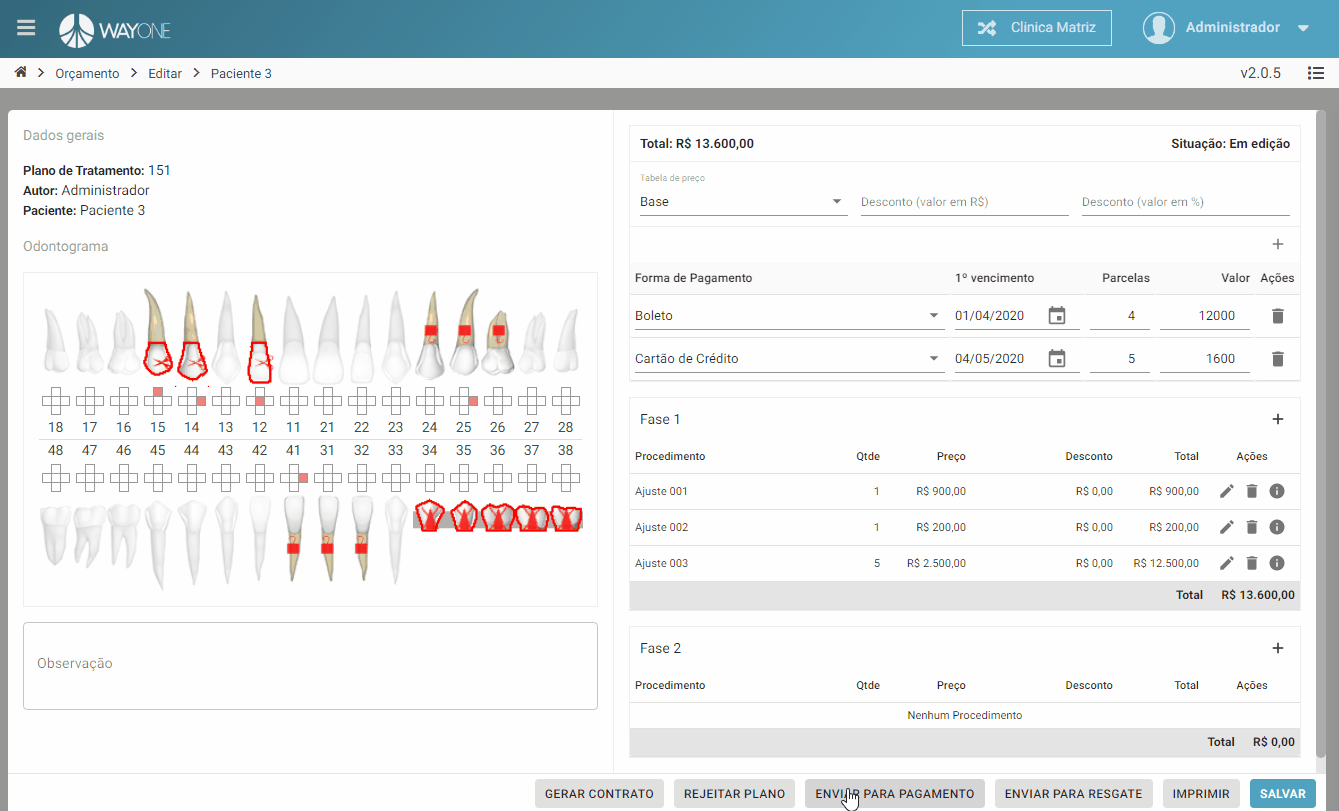 WAYONE
Clinica Matriz
Administrador
Orçamento > Editar > Paciente 3
v2.0.5
Dados gerais
Plano de Tratamento: 151
Autor: Administrador
Paciente: Paciente 3
Odontograma
18 17 16 15 14 13 12 11 21 22 23 24 25 26 27 28
48 47 46 45 44 43 42 41 31 32 33 34 35 36 37 38
Observação
Total: R$ 13.600,00 Situação: Em edição
Tabela de preço
Base Desconto (valor em R$) Desconto (valor em %)
+
Forma de Pagamento 1º vencimento Parcelas Valor Ações
Boleto 01/04/2020 4 12000
Cartão de Crédito 04/05/2020 5 1600
Fase 1 +
Procedimento Qtde Preço Desconto Total Ações
Ajuste 001 1 R$ 900,00 R$ 0,00 R$ 900,00
Ajuste 002 1 R$ 200,00 R$ 0,00 R$ 200,00
Ajuste 003 5 R$ 2.500,00 R$ 0,00 R$ 12.500,00
Total R$ 13.600,00
Fase 2 +
Procedimento Qtde Preço Desconto Total Ações
Nenhum Procedimento
Total R$ 0,00
GERAR CONTRATO REJEITAR PLANO ENVIAR PARA PAGAMENTO ENVIAR PARA RESGATE IMPRIMIR SALVAR